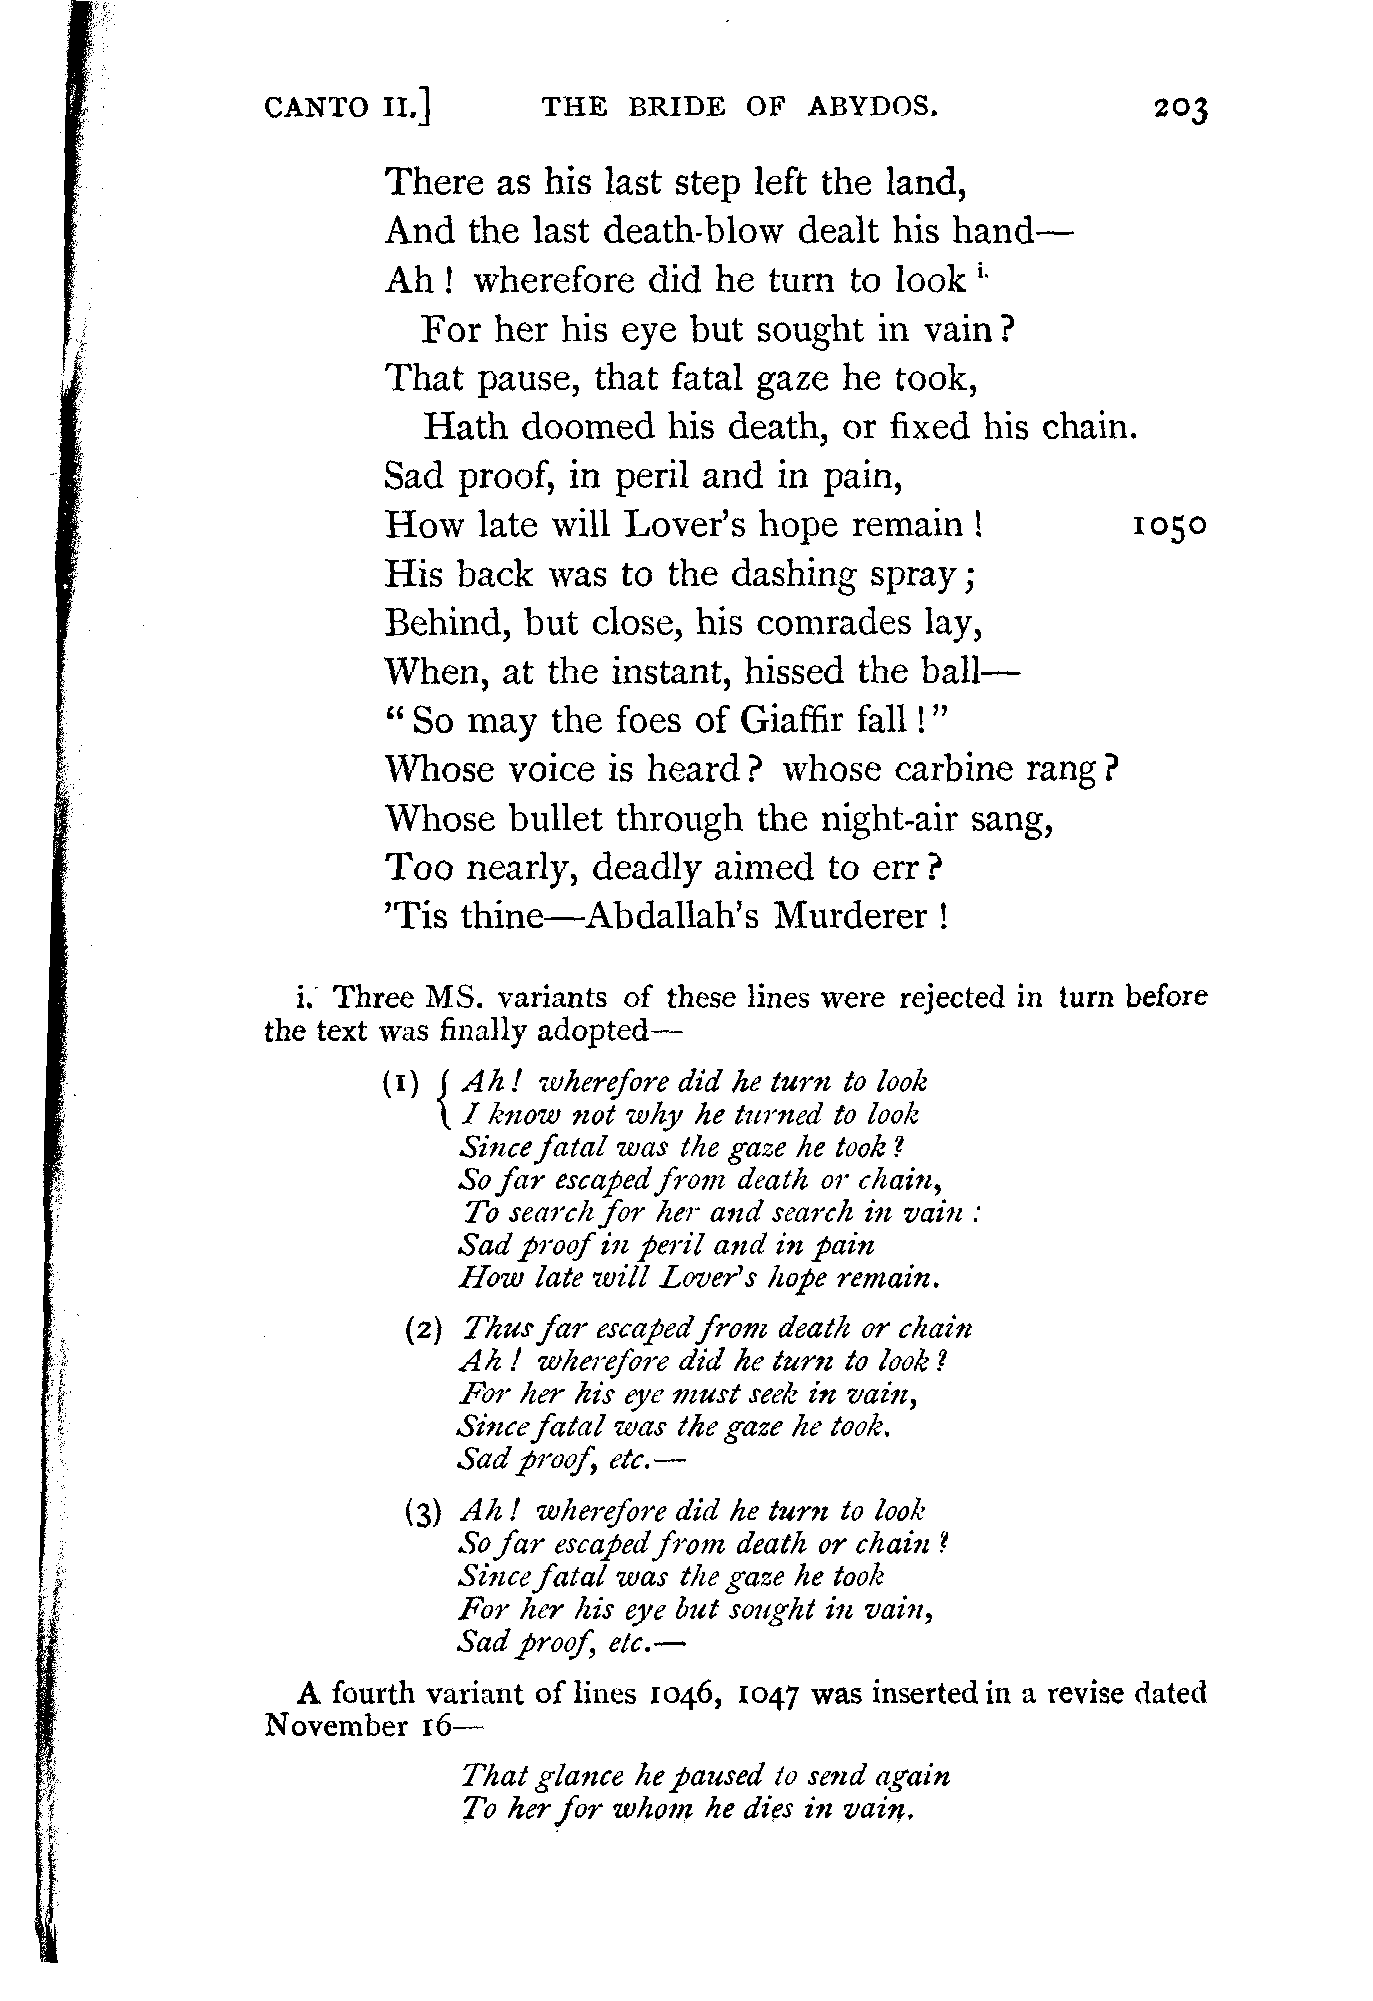 CANTO II.] THE BRIDE OF ABYDOS. 203
There as his last step left the land,
And the last death-blow dealt his hand—
Ah! wherefore did he turn to look i.
For her his eye but sought in vain?
That pause, that fatal gaze he took,
Hath doomed his death, or fixed his chain.
Sad proof, in peril and in pain,
How late will Lover's hope remain! 1050
His back was to the dashing spray;
Behind, but close, his comrades lay,
When, at the instant, hissed the ball—
"So may the foes of Giaffir fall!"
Whose voice is heard? whose carbine rang?
Whose bullet through the night-air sang,
Too nearly, deadly aimed to err?
'Tis thine—Abdallah's Murderer!
i. Three MS. variants of these lines were rejected in turn before
the text was finally adopted—
(1) { Ah! wherefore did he turn to look
I know not why he turned to look
Since fatal was the gaze he took?
So far escaped from death or chain,
To search for her and search in vain:
Sad proof in peril and in pain
How late will Lover's hope remain.
(2) Thus far escaped from death or chain
Ah! wherefore did he turn to look?
For her his eye must seek in vain,
Since fatal was the gaze he took.
Sad proof, etc.—
(3) Ah! wherefore did he turn to look
So far escaped from death or chain?
Since fatal was the gaze he took
For her his eye but sought in vain,
Sad proof, etc.—
A fourth variant of lines 1046, 1047 was inserted in a revise dated
November 16—
That glance he paused to send again
To her for whom he dies in vain.